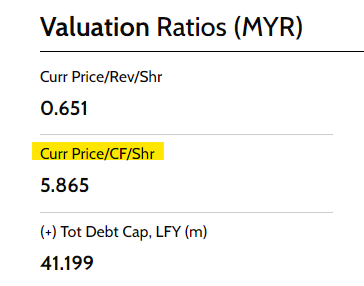 Valuation Ratios (MYR)
Curr Price/Rev/Shr
0.651
Curr Price/CF/Shr
5.865
(+) Tot Debt Cap, LFY (m)
41.199